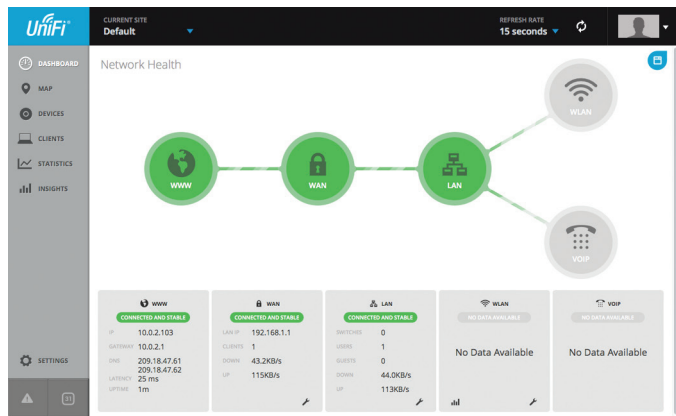 UniFi
CURRENT SITE
Default
REFRESH RATE
15 seconds
DASHBOARD
MAP
DEVICES
CLIENTS
STATISTICS
INSIGHTS
SETTINGS
31
Network Health
WWW
WAN
LAN
WLAN
VOIP
WWW
CONNECTED AND STABLE
IP 10.0.2.103
GATEWAY 10.0.2.1
DNS 209.18.47.61
209.18.47.62
LATENCY 25 ms
UPTIME 1m
WAN
CONNECTED AND STABLE
LAN IP 192.168.1.1
CLIENTS 1
DOWN 43.2KB/s
UP 115KB/s
LAN
CONNECTED AND STABLE
SWITCHES 0
USERS 1
GUESTS 0
DOWN 44.0KB/s
UP 113KB/s
WLAN
NO DATA AVAILABLE
No Data Available
VOIP
NO DATA AVAILABLE
No Data Available